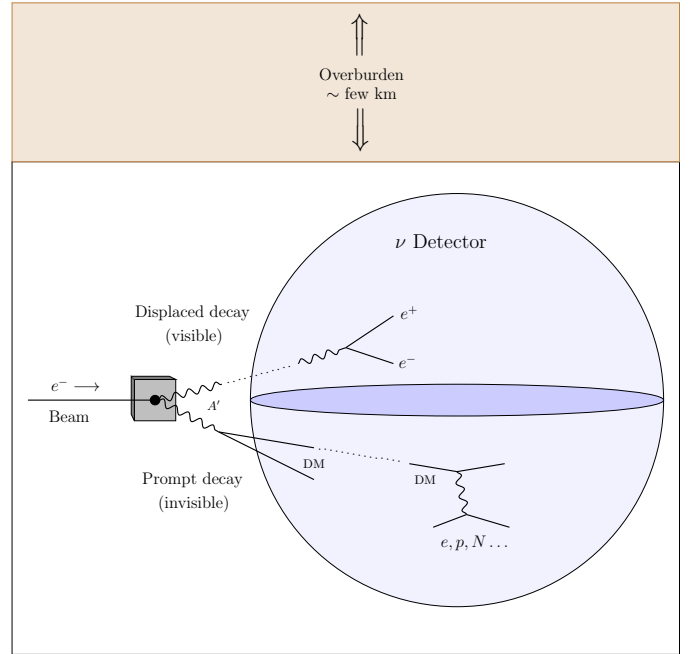 Overburden
∼ few km
ν Detector
Displaced decay
(visible)
e⁺
e⁻
e⁻ ⟶
Beam
A′
DM
Prompt decay
(invisible)
DM
e, p, N . . .